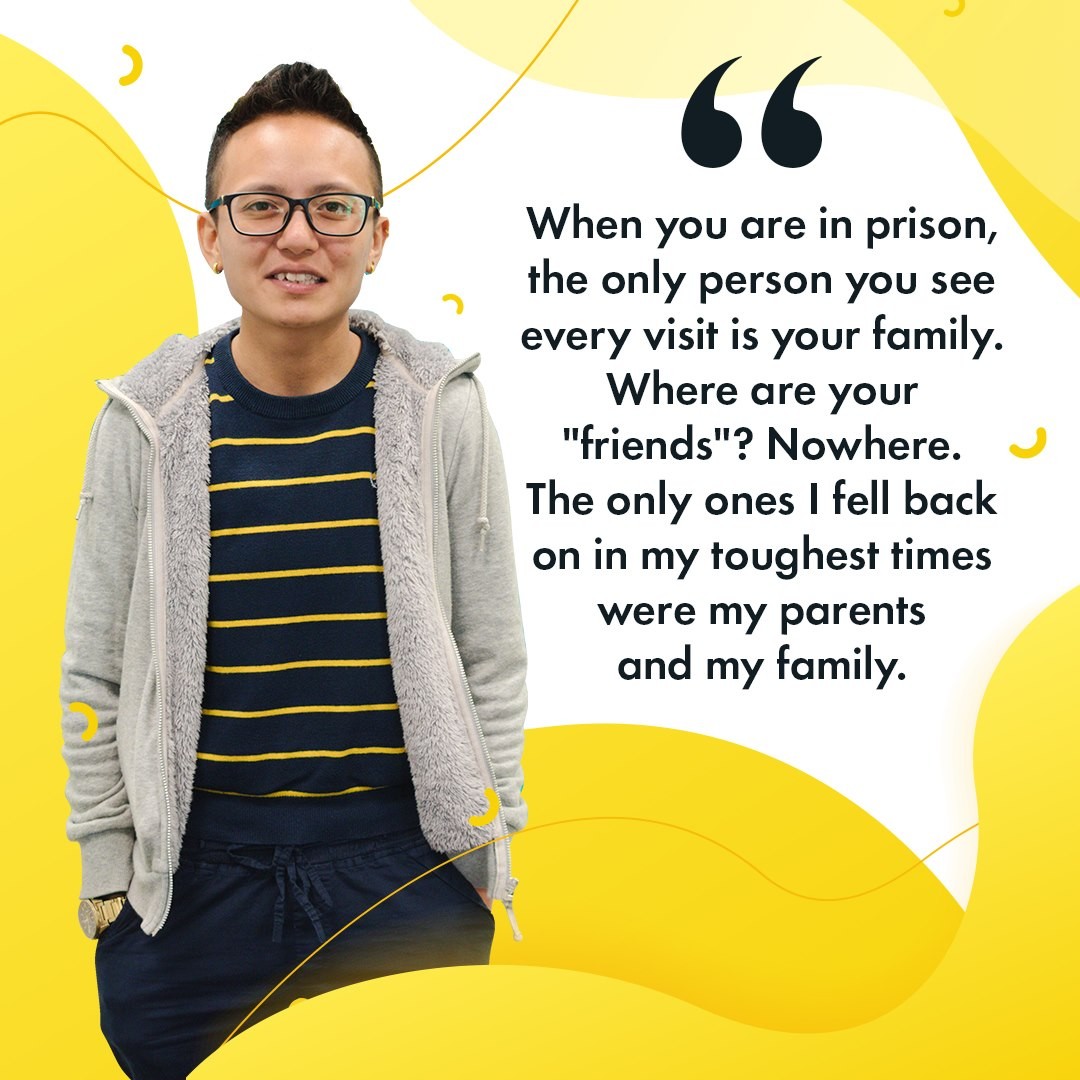 “
When you are in prison,
the only person you see
every visit is your family.
Where are your
"friends"? Nowhere.
The only ones I fell back
on in my toughest times
were my parents
and my family.